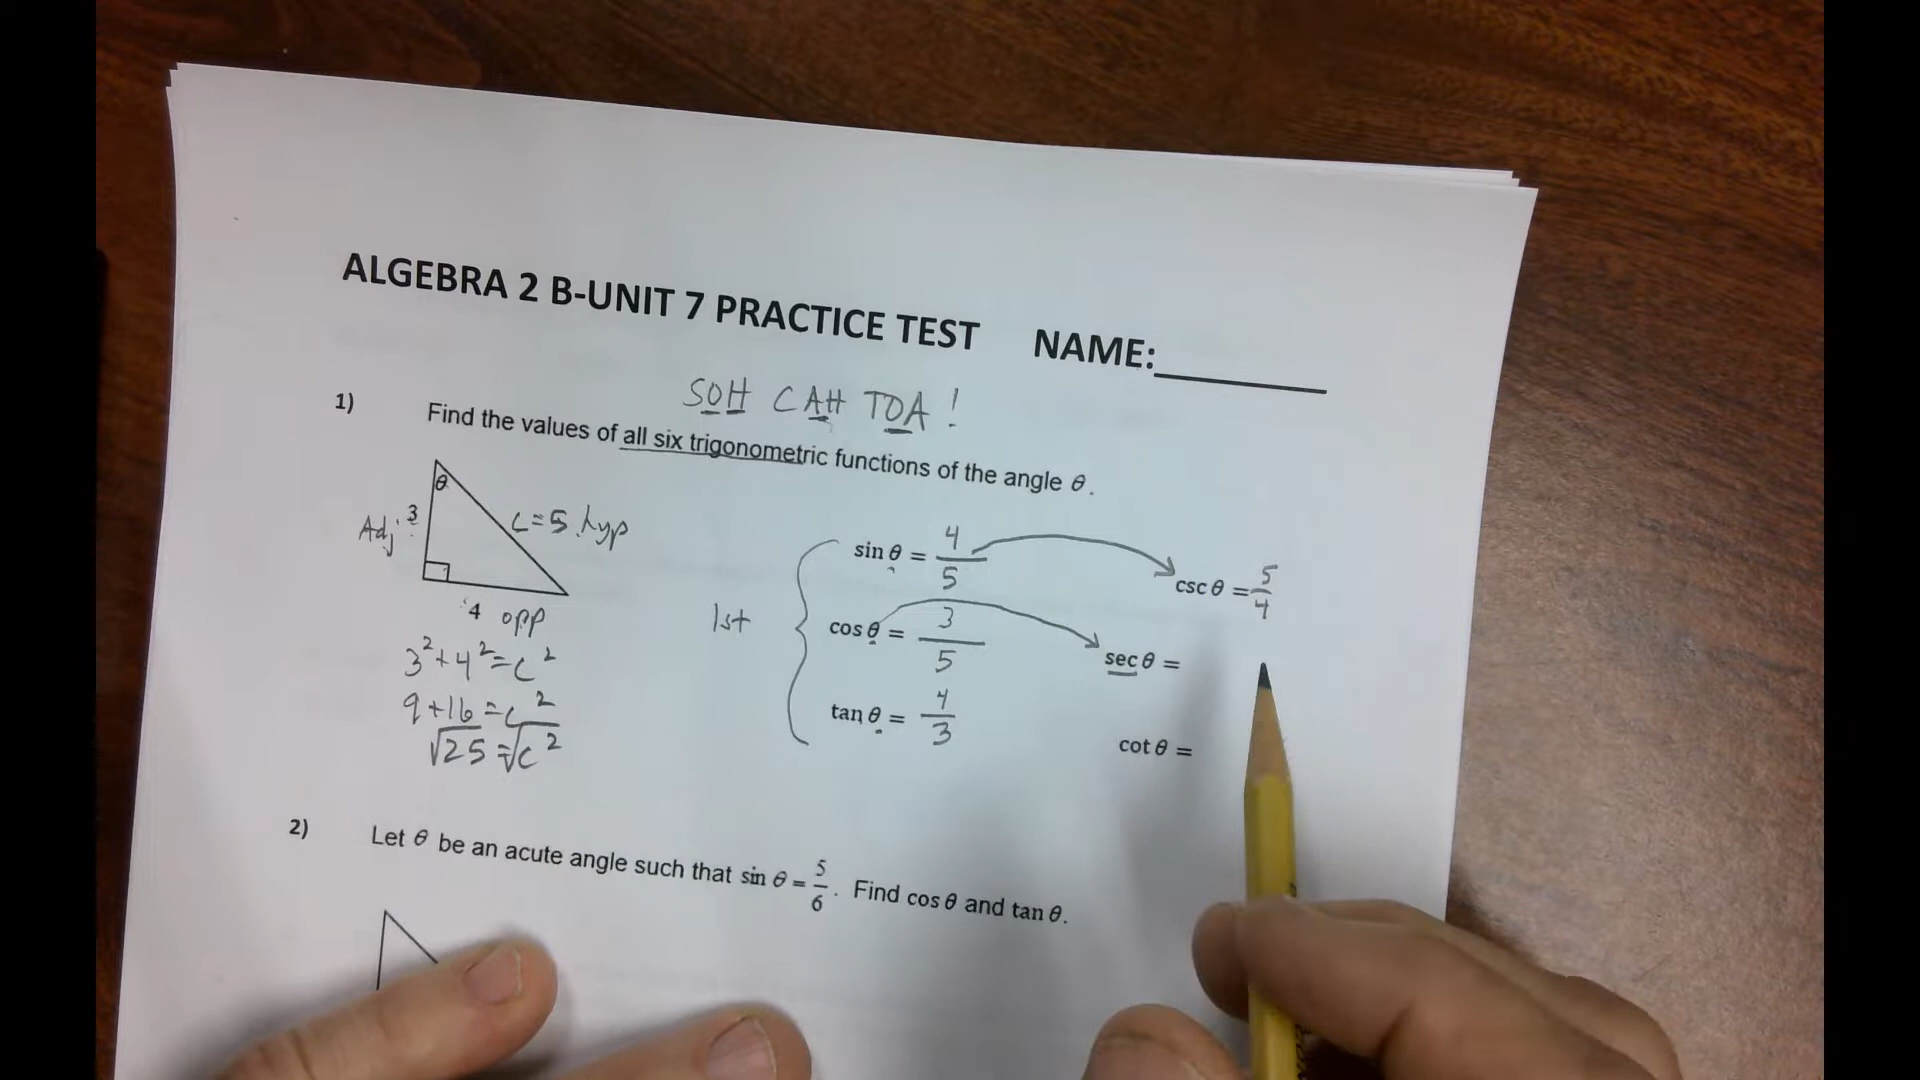 ALGEBRA 2 B-UNIT 7 PRACTICE TEST NAME:
SOH CAH TOA!
1) Find the values of all six trigonometric functions of the angle θ.
θ
Adj 3
c=5 hyp
4 opp
3²+4²=c²
9+16=c²
√25=√c²
1st
sin θ = 4/5
csc θ = 5/4
cos θ = 3/5
sec θ =
tan θ = 4/3
cot θ =
2) Let θ be an acute angle such that sin θ = 5/6. Find cos θ and tan θ.